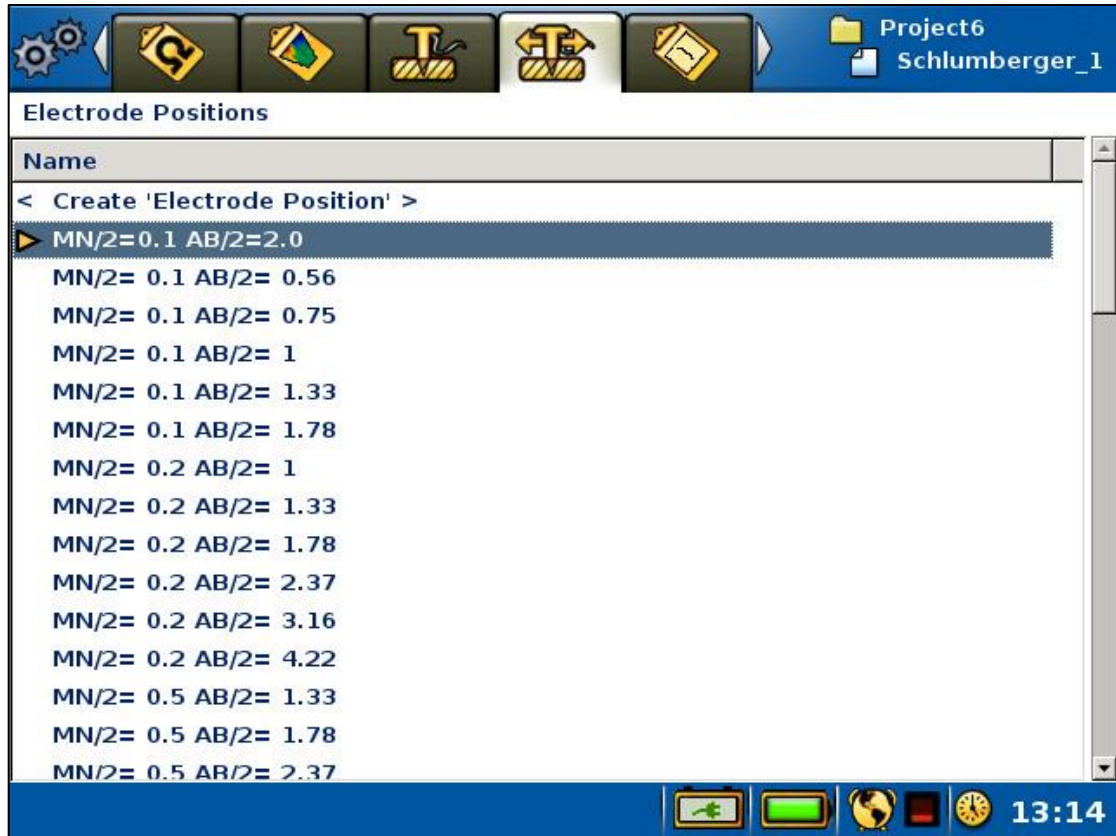 Project6
Schlumberger_1
Electrode Positions
Name
< Create 'Electrode Position' >
MN/2=0.1 AB/2=2.0
MN/2= 0.1 AB/2= 0.56
MN/2= 0.1 AB/2= 0.75
MN/2= 0.1 AB/2= 1
MN/2= 0.1 AB/2= 1.33
MN/2= 0.1 AB/2= 1.78
MN/2= 0.2 AB/2= 1
MN/2= 0.2 AB/2= 1.33
MN/2= 0.2 AB/2= 1.78
MN/2= 0.2 AB/2= 2.37
MN/2= 0.2 AB/2= 3.16
MN/2= 0.2 AB/2= 4.22
MN/2= 0.5 AB/2= 1.33
MN/2= 0.5 AB/2= 1.78
MN/2= 0.5 AB/2= 2.37
13:14